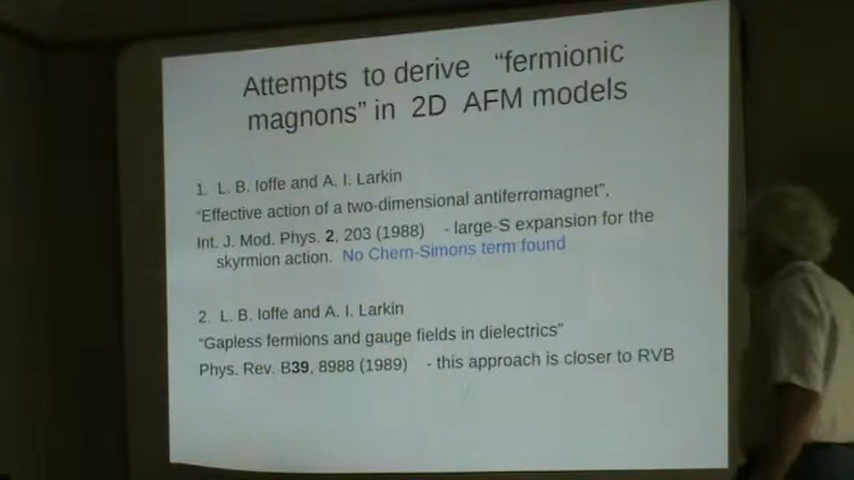 Attempts to derive "fermionic
magnons" in 2D AFM models
1. L. B. Ioffe and A. I. Larkin
"Effective action of a two-dimensional antiferromagnet",
Int. J. Mod. Phys. 2, 203 (1988) - large-S expansion for the
skyrmion action. No Chern-Simons term found
2. L. B. Ioffe and A. I. Larkin
"Gapless fermions and gauge fields in dielectrics"
Phys. Rev. B39, 8988 (1989) - this approach is closer to RVB